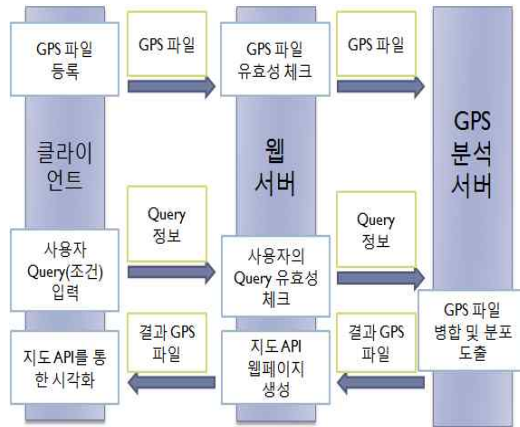 GPS 파일
등록
GPS 파일
GPS 파일
유효성 체크
GPS 파일
클라이
언트
웹
서버
GPS
분석
서버
사용자
Query(조건)
입력
Query
정보
사용자의
Query 유효성
체크
Query
정보
지도 API를 통
한 시각화
결과 GPS
파일
지도 API
웹페이지
생성
결과 GPS
파일
GPS 파일
병합 및 분포
도출